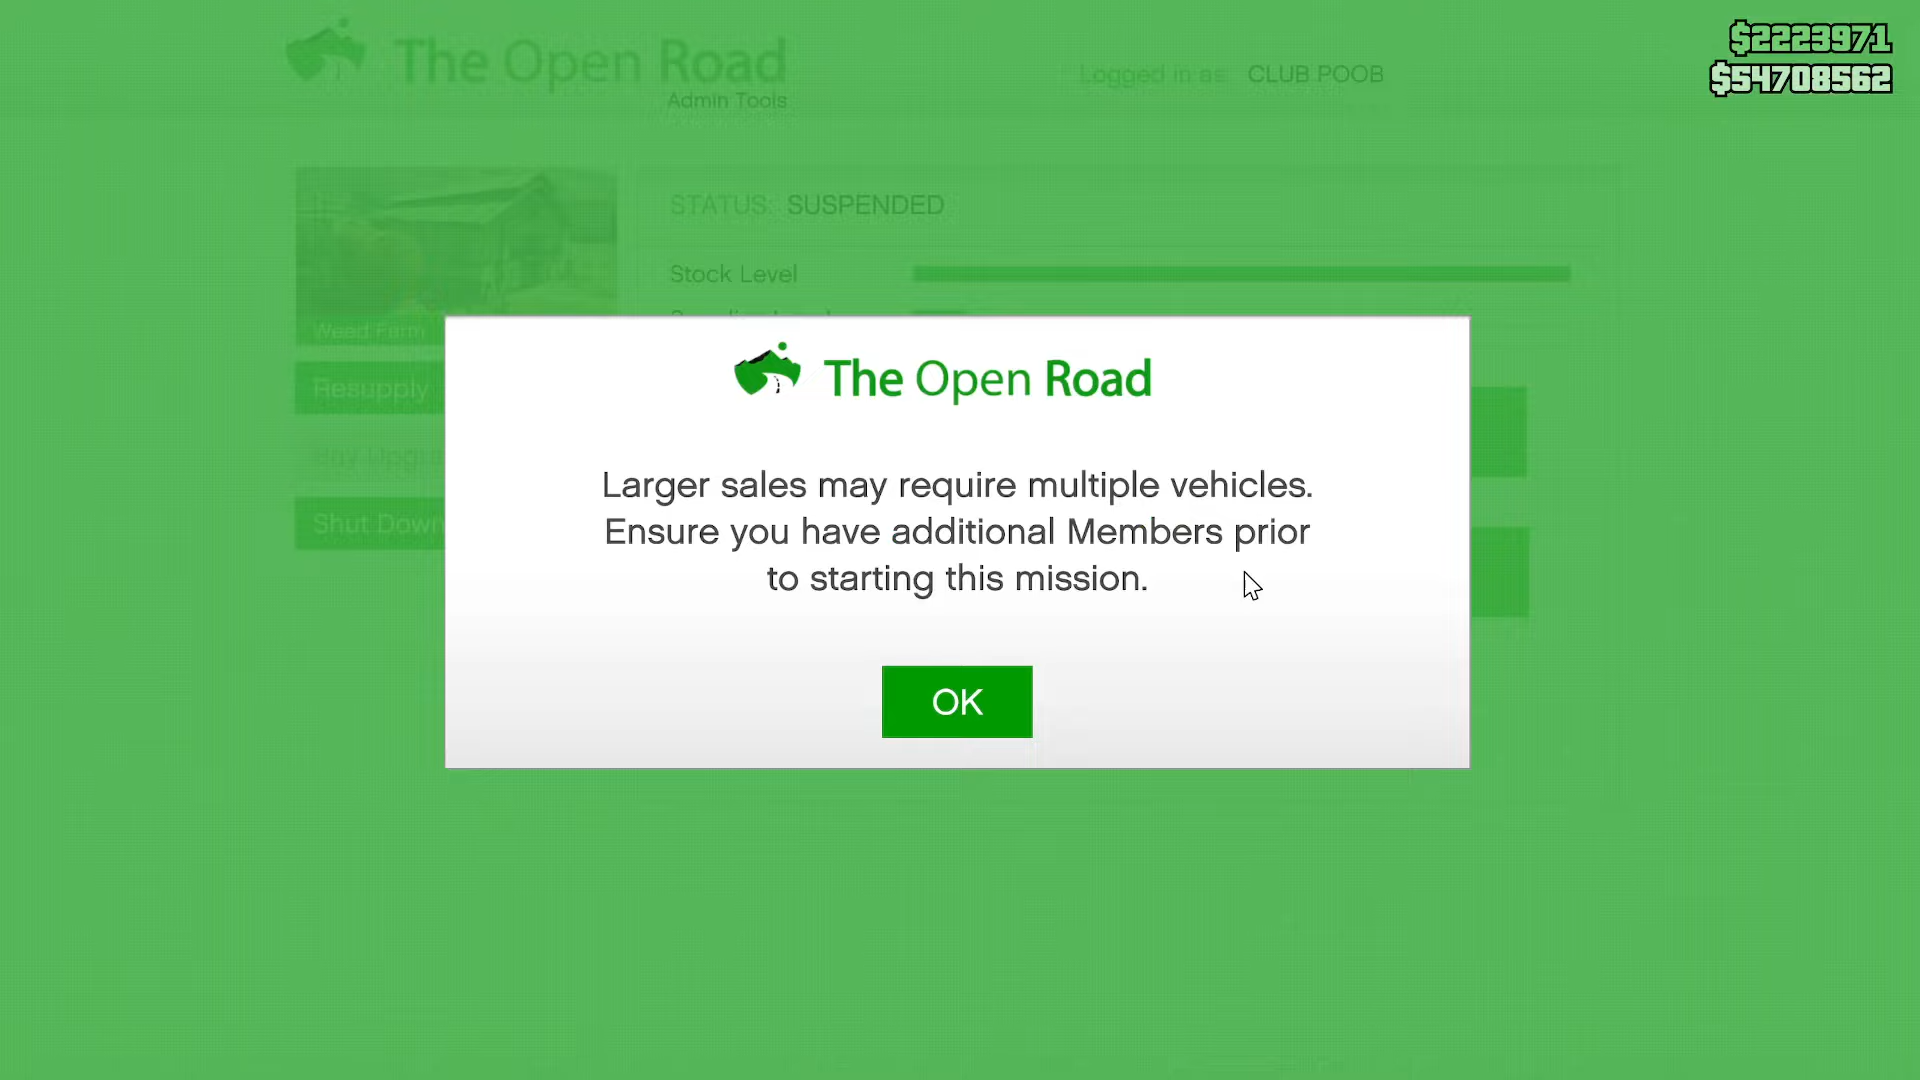 $2223971
$54708562
The Open Road
Admin Tools
Logged in as: CLUB POOB
STATUS: SUSPENDED
Stock Level
Weed Farm
Resupply
Shut Down
The Open Road
Larger sales may require multiple vehicles.
Ensure you have additional Members prior
to starting this mission.
OK